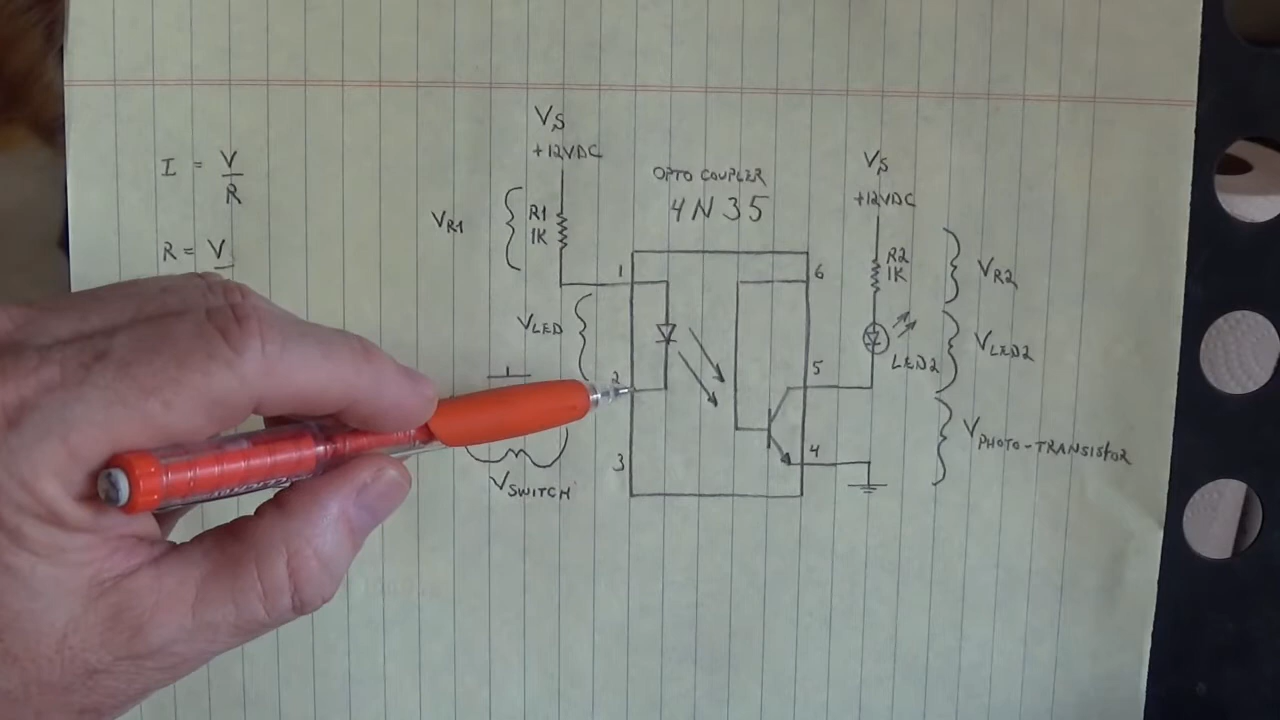 I = V
R
R = V
VS
+12VDC
VR1
R1
1K
OPTO COUPLER
4N35
VS
+12VDC
1
6
R2
1K
VR2
VLED
LED2
VLED2
2
5
3
4
VSWITCH
VPHOTO-TRANSISTOR